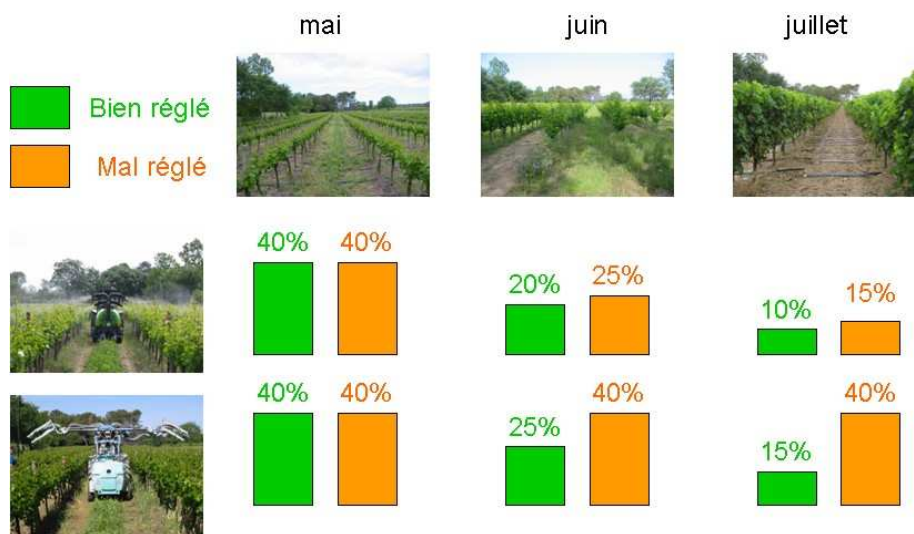 mai juin juillet
Bien réglé
Mal réglé
40% 40% 20% 25% 10% 15%
40% 40% 25% 40% 15% 40%